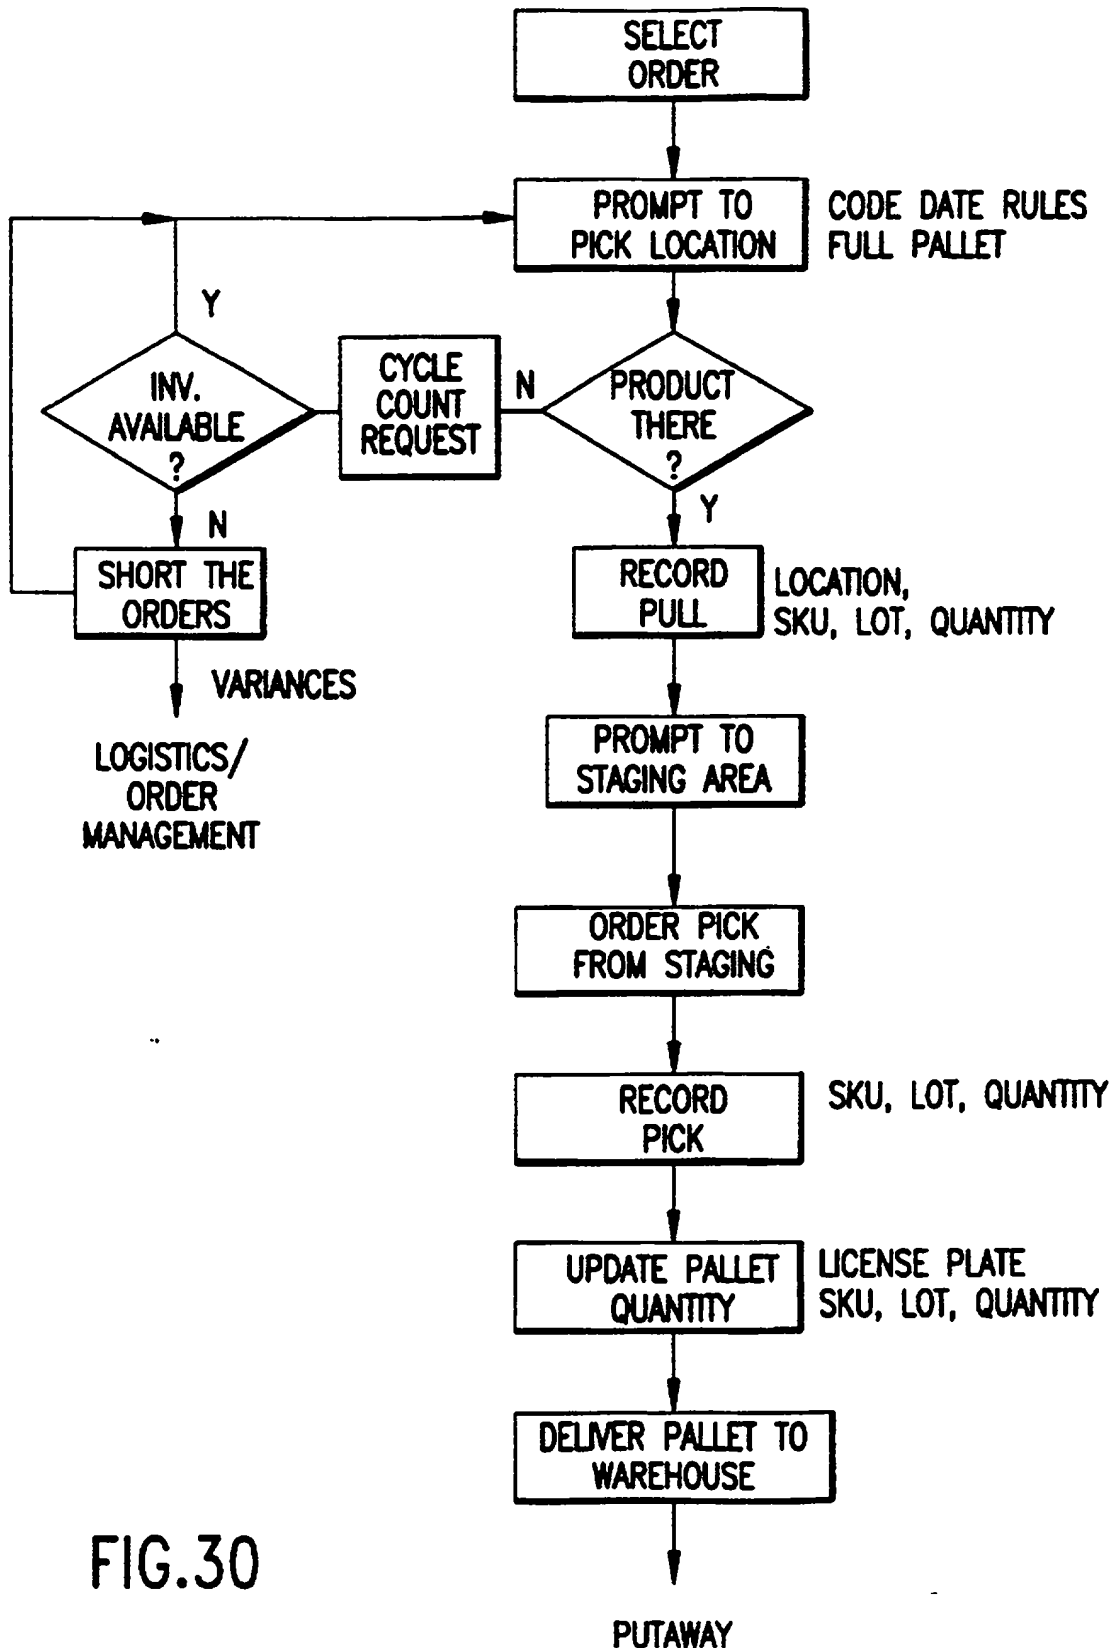 SELECT
ORDER
PROMPT TO
PICK LOCATION
CODE DATE RULES
FULL PALLET
Y
INV.
AVAILABLE
?
CYCLE
COUNT
REQUEST
N
PRODUCT
THERE
?
N
Y
SHORT THE
ORDERS
RECORD
PULL
LOCATION,
SKU, LOT, QUANTITY
VARIANCES
LOGISTICS/
ORDER
MANAGEMENT
PROMPT TO
STAGING AREA
ORDER PICK
FROM STAGING
RECORD
PICK
SKU, LOT, QUANTITY
UPDATE PALLET
QUANTITY
LICENSE PLATE
SKU, LOT, QUANTITY
DELIVER PALLET TO
WAREHOUSE
FIG.30
PUTAWAY